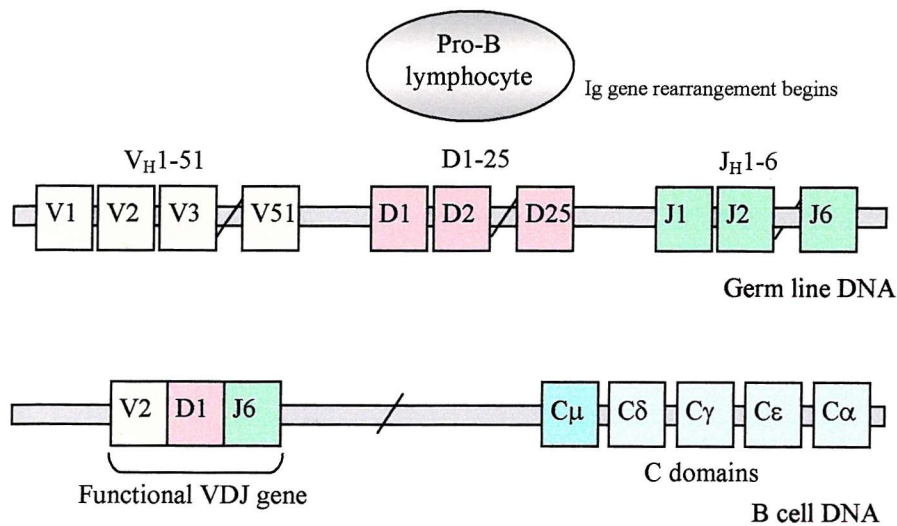 Pro-B
lymphocyte
Ig gene rearrangement begins
V_H1-51 D1-25 J_H1-6
V1 V2 V3 V51 D1 D2 D25 J1 J2 J6
Germ line DNA
V2 D1 J6 Cμ Cδ Cγ Cε Cα
C domains
Functional VDJ gene
B cell DNA